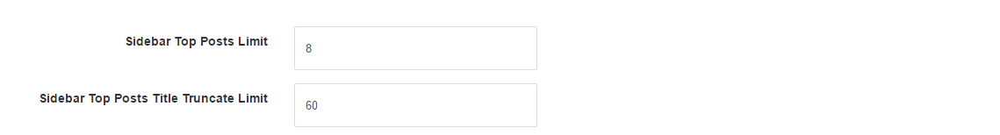 Sidebar Top Posts Limit
8
Sidebar Top Posts Title Truncate Limit
60